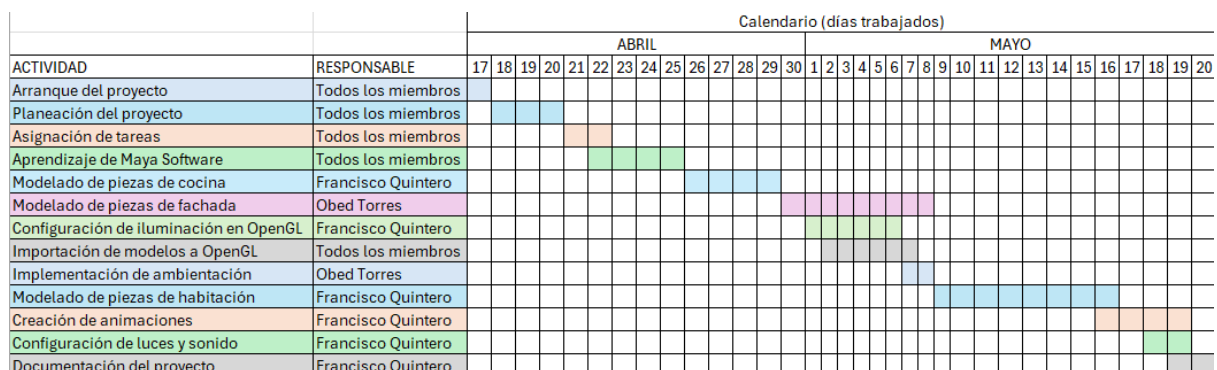 Calendario (días trabajados)
ABRIL MAYO
ACTIVIDAD RESPONSABLE 17 18 19 20 21 22 23 24 25 26 27 28 29 30 1 2 3 4 5 6 7 8 9 10 11 12 13 14 15 16 17 18 19 20
Arranque del proyecto Todos los miembros
Planeación del proyecto Todos los miembros
Asignación de tareas Todos los miembros
Aprendizaje de Maya Software Todos los miembros
Modelado de piezas de cocina Francisco Quintero
Modelado de piezas de fachada Obed Torres
Configuración de iluminación en OpenGL Francisco Quintero
Importación de modelos a OpenGL Todos los miembros
Implementación de ambientación Obed Torres
Modelado de piezas de habitación Francisco Quintero
Creación de animaciones Francisco Quintero
Configuración de luces y sonido Francisco Quintero
Documentación del proyecto Francisco Quintero